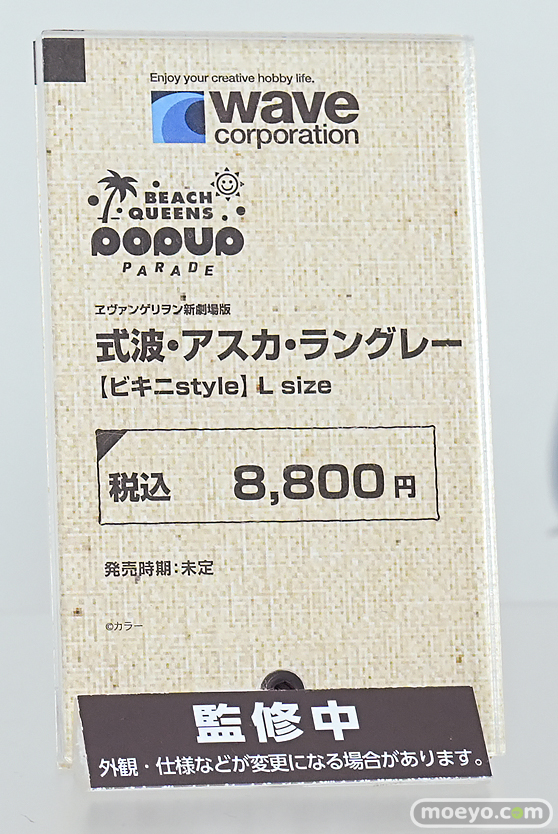 Enjoy your creative hobby life.
wave
corporation
BEACH
QUEENS
POPUP
PARADE
ヱヴァンゲリヲン新劇場版
式波・アスカ・ラングレー
【ビキニstyle】L size
税込 8,800円
発売時期:未定
©カラー
監修中
外観・仕様などが変更になる場合があります。
moeyo.com